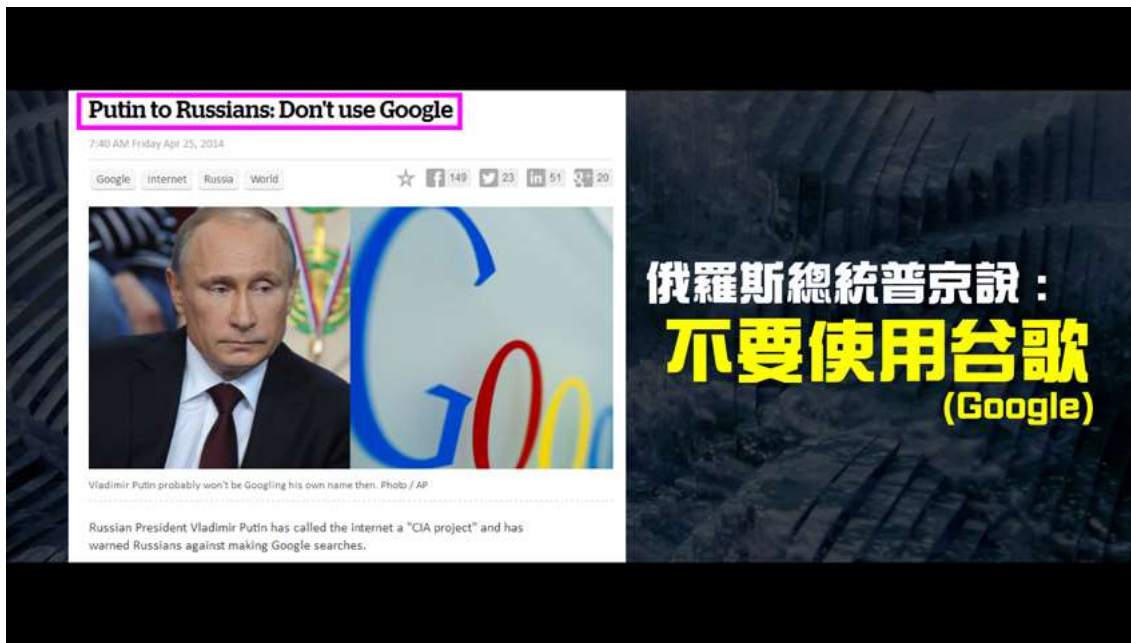 Putin to Russians: Don't use Google
7:40 AM Friday Apr 25, 2014
Google Internet Russia World 149 23 51 20
Goo
Vladimir Putin probably won't be Googling his own name then. Photo / AP
Russian President Vladimir Putin has called the internet a "CIA project" and has
warned Russians against making Google searches.
俄羅斯總統普京說：
不要使用谷歌
(Google)